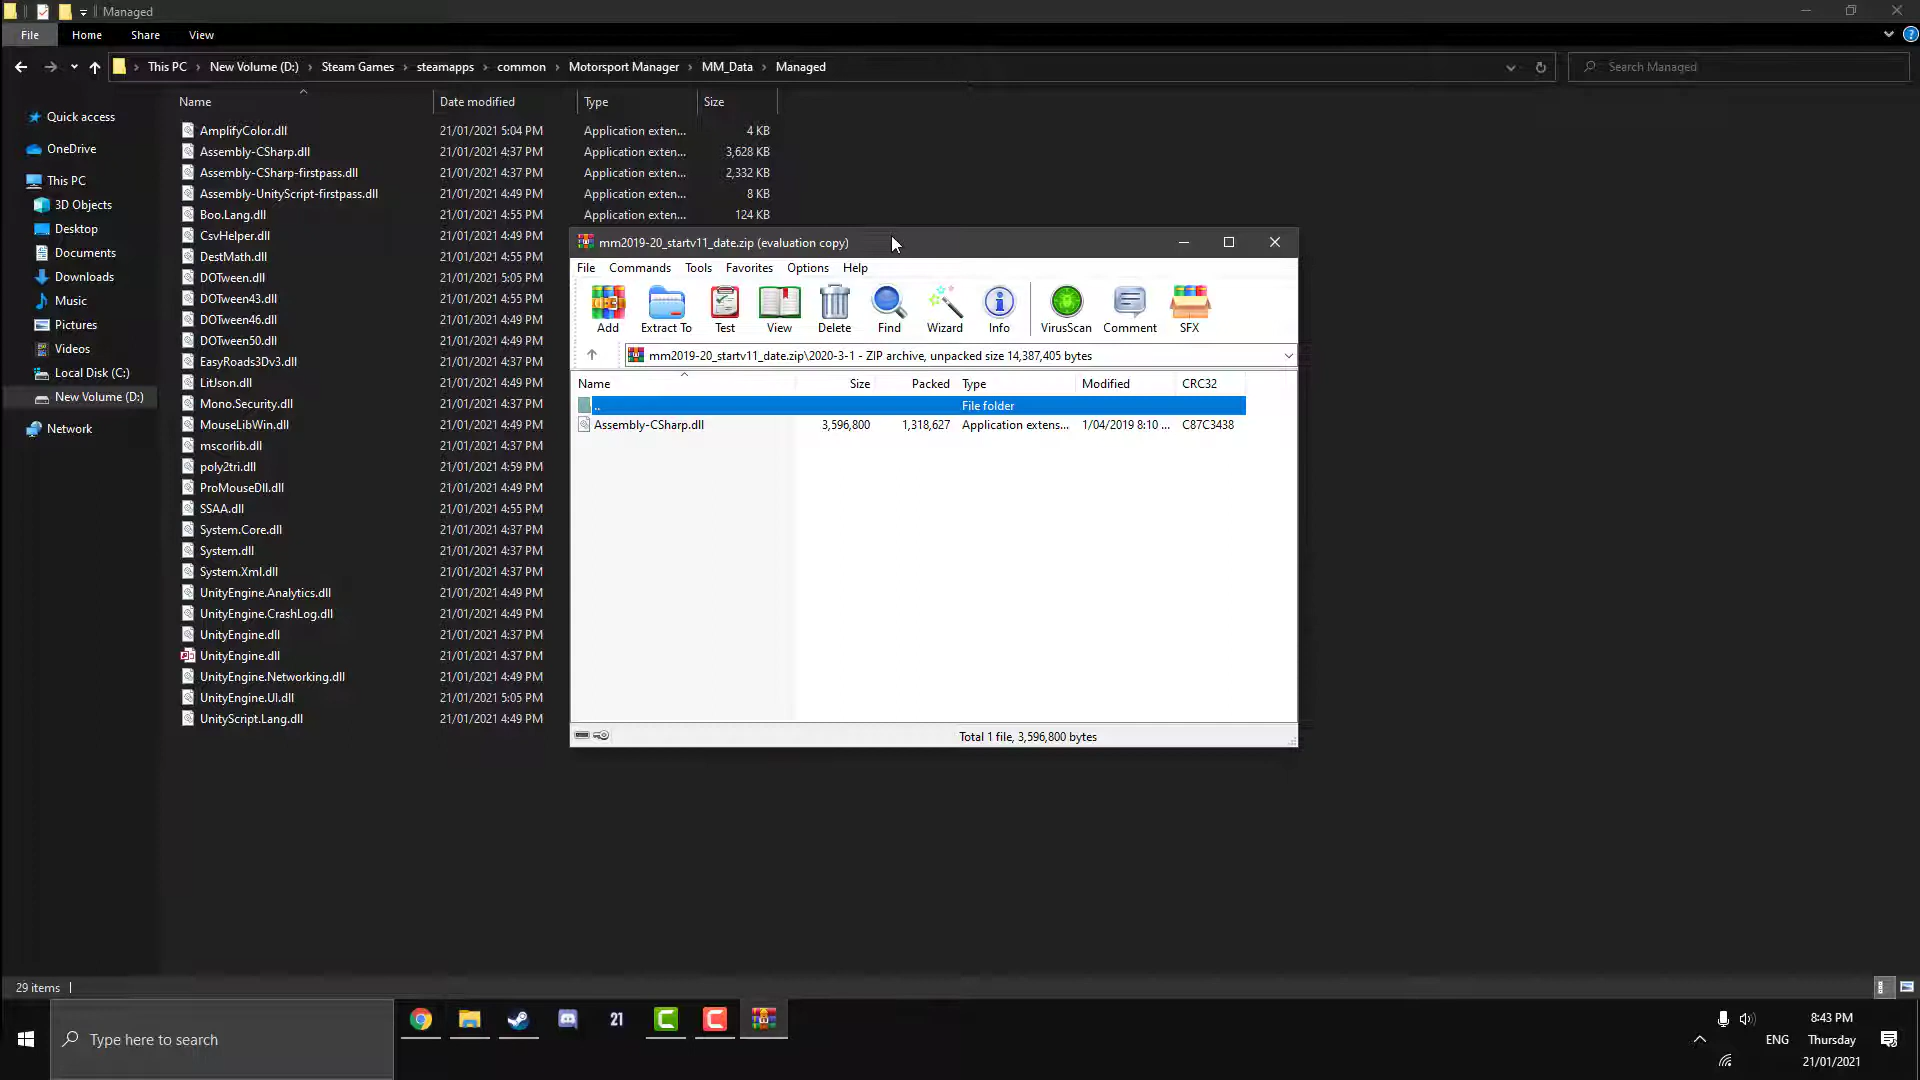 Managed
File Home Share View
This PC New Volume (D:) Steam Games steamapps common Motorsport Manager MM_Data Managed Search Managed
Name Date modified Type Size
Quick access
OneDrive
This PC
3D Objects
Desktop
Documents
Downloads
Music
Pictures
Videos
Local Disk (C:)
New Volume (D:)
Network
AmplifyColor.dll 21/01/2021 5:04 PM Application exten... 4 KB
Assembly-CSharp.dll 21/01/2021 4:37 PM Application exten... 3,628 KB
Assembly-CSharp-firstpass.dll 21/01/2021 4:37 PM Application exten... 2,332 KB
Assembly-UnityScript-firstpass.dll 21/01/2021 4:49 PM Application exten... 8 KB
Boo.Lang.dll 21/01/2021 4:55 PM Application exten... 124 KB
CsvHelper.dll 21/01/2021 4:49 PM
DestMath.dll 21/01/2021 4:55 PM
DOTween.dll 21/01/2021 5:05 PM
DOTween43.dll 21/01/2021 4:55 PM
DOTween46.dll 21/01/2021 4:49 PM
DOTween50.dll 21/01/2021 4:49 PM
EasyRoads3Dv3.dll 21/01/2021 4:37 PM
LitJson.dll 21/01/2021 4:55 PM
Mono.Security.dll 21/01/2021 4:37 PM
MouseLibWin.dll 21/01/2021 4:49 PM
mscorlib.dll 21/01/2021 4:37 PM
poly2tri.dll 21/01/2021 4:59 PM
ProMouseDll.dll 21/01/2021 4:49 PM
SSAA.dll 21/01/2021 4:55 PM
System.Core.dll 21/01/2021 4:37 PM
System.dll 21/01/2021 4:37 PM
System.Xml.dll 21/01/2021 4:37 PM
UnityEngine.Analytics.dll 21/01/2021 4:49 PM
UnityEngine.CrashLog.dll 21/01/2021 4:49 PM
UnityEngine.dll 21/01/2021 4:37 PM
UnityEngine.dll 21/01/2021 4:37 PM
UnityEngine.Networking.dll 21/01/2021 4:49 PM
UnityEngine.UI.dll 21/01/2021 5:05 PM
UnityScript.Lang.dll 21/01/2021 4:49 PM
mm2019-20_startv11_date.zip (evaluation copy)
File Commands Tools Favorites Options Help
Add Extract To Test View Delete Find Wizard Info VirusScan Comment SFX
mm2019-20_startv11_date.zip\2020-3-1 - ZIP archive, unpacked size 14,387,405 bytes
Name Size Packed Type Modified CRC32
.. File folder
Assembly-CSharp.dll 3,596,800 1,318,627 Application extens... 1/04/2019 8:10 ... C87C3438
Total 1 file, 3,596,800 bytes
29 items
Type here to search
21
ENG
8:43 PM
Thursday
21/01/2021